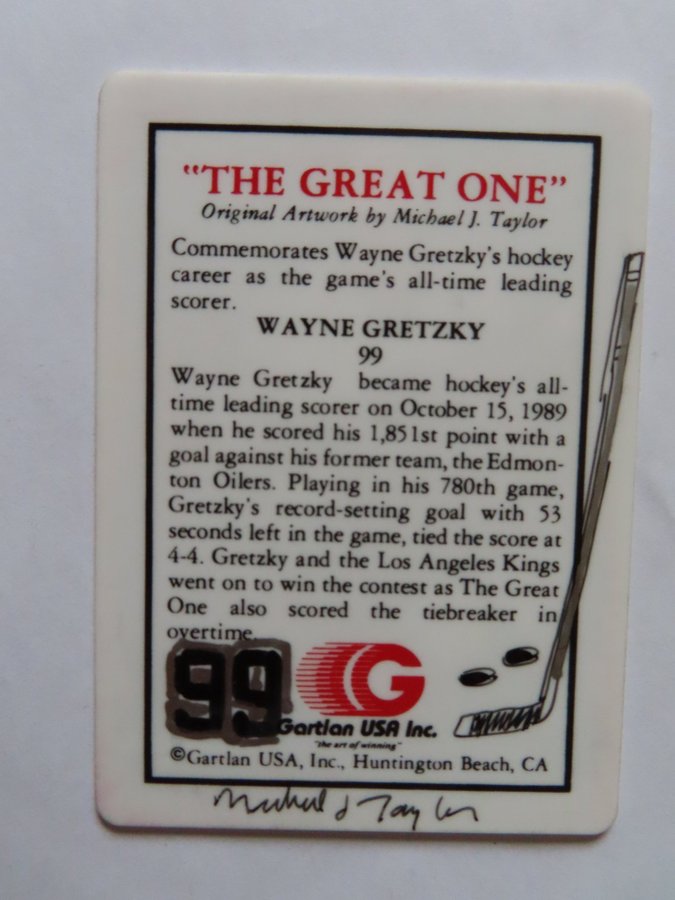 "THE GREAT ONE"
Original Artwork by Michael J. Taylor
Commemorates Wayne Gretzky's hockey
career as the game's all-time leading
scorer.
WAYNE GRETZKY
99
Wayne Gretzky became hockey's all-
time leading scorer on October 15, 1989
when he scored his 1,851st point with a
goal against his former team, the Edmon-
ton Oilers. Playing in his 780th game,
Gretzky's record-setting goal with 53
seconds left in the game, tied the score at
4-4. Gretzky and the Los Angeles Kings
went on to win the contest as The Great
One also scored the tiebreaker in
overtime.
99
G
Gartlan USA Inc.
"the art of winning"
©Gartlan USA, Inc., Huntington Beach, CA
Michael J Taylor